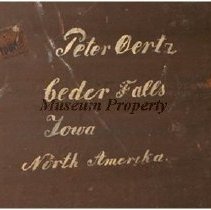 Peter Oertz
Ceder Falls
Museum Property
Iowa
North Amerika.